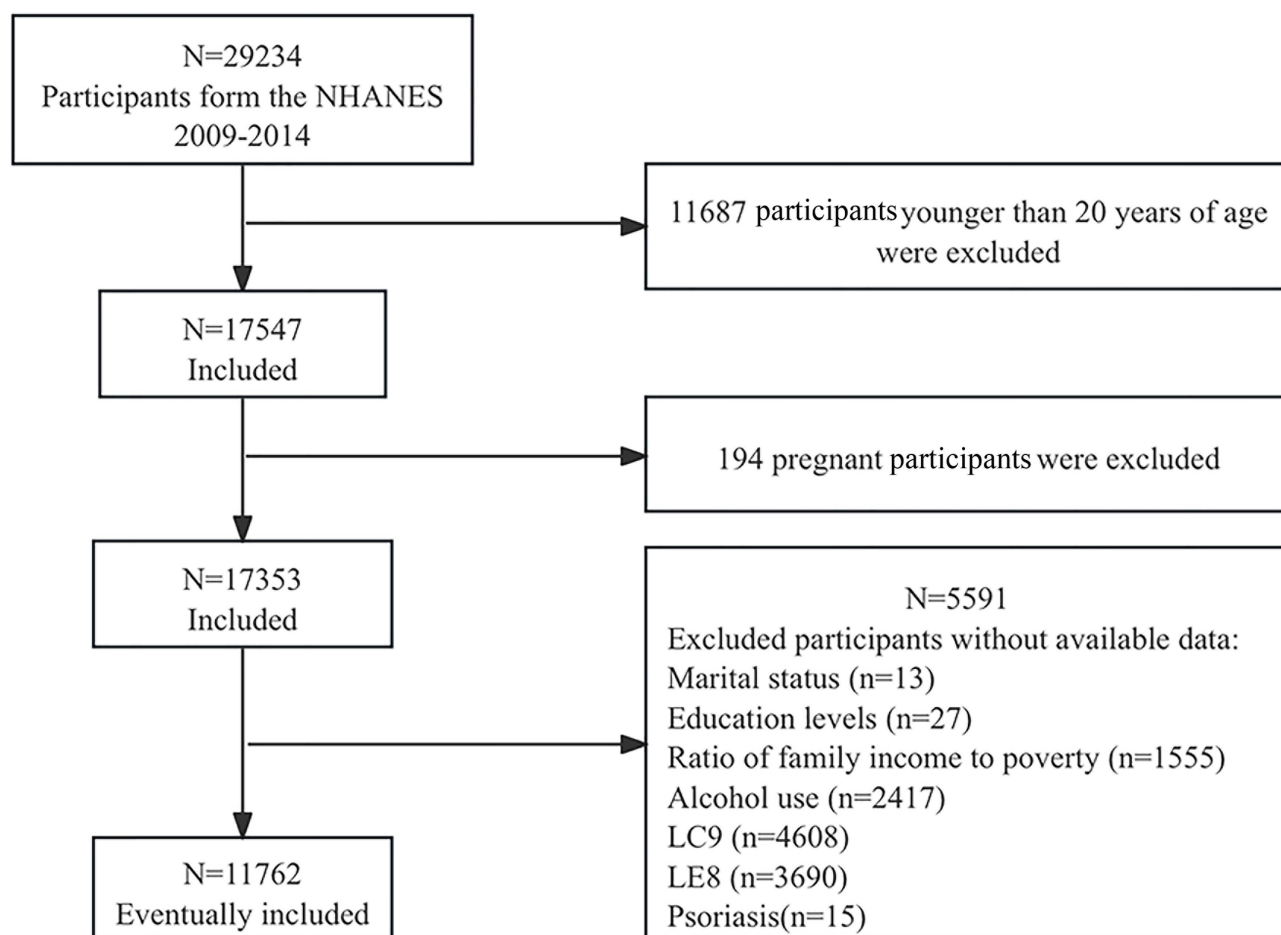 N=29234
Participants form the NHANES
2009-2014
11687 participants younger than 20 years of age
were excluded
N=17547
Included
194 pregnant participants were excluded
N=17353
Included
N=5591
Excluded participants without available data:
Marital status (n=13)
Education levels (n=27)
Ratio of family income to poverty (n=1555)
Alcohol use (n=2417)
LC9 (n=4608)
LE8 (n=3690)
Psoriasis(n=15)
N=11762
Eventually included